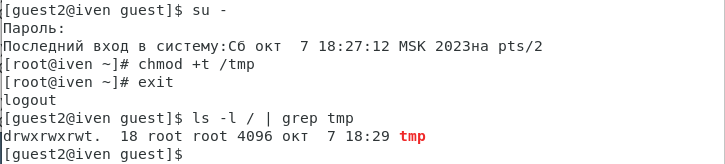 [guest2@iven guest]$ su -
Пароль:
Последний вход в систему:Сб окт  7 18:27:12 MSK 2023на pts/2
[root@iven ~]# chmod +t /tmp
[root@iven ~]# exit
logout
[guest2@iven guest]$ ls -l / | grep tmp
drwxrwxrwt.  18 root root 4096 окт  7 18:29 tmp
[guest2@iven guest]$